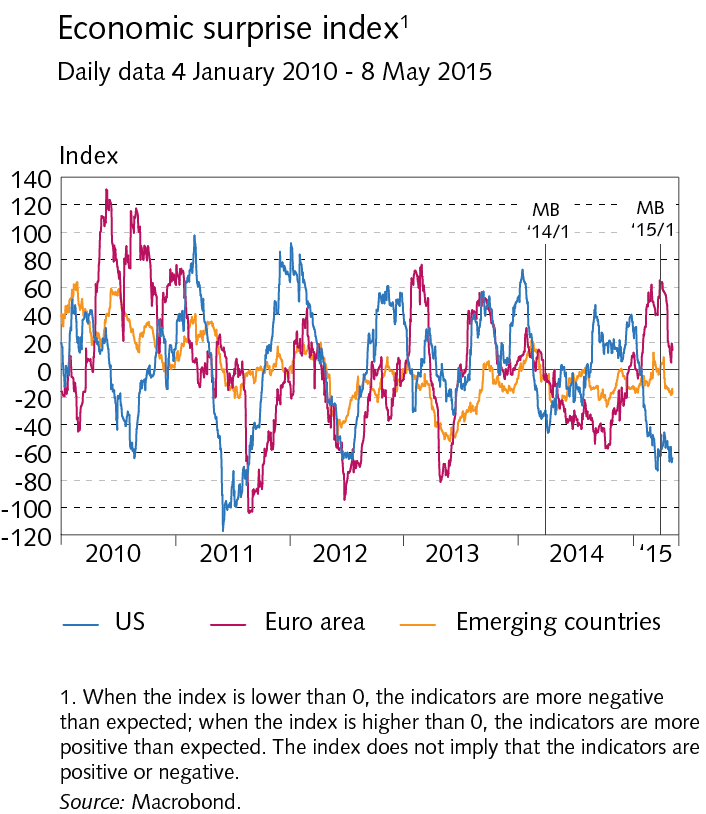 Economic surprise index¹
Daily data 4 January 2010 - 8 May 2015
Index
140
120
100
80
60
40
20
0
-20
-40
-60
-80
-100
-120
MB
‘14/1
MB
‘15/1
2010 2011 2012 2013 2014 ‘15
US Euro area Emerging countries
1. When the index is lower than 0, the indicators are more negative
than expected; when the index is higher than 0, the indicators are more
positive than expected. The index does not imply that the indicators are
positive or negative.
Source: Macrobond.